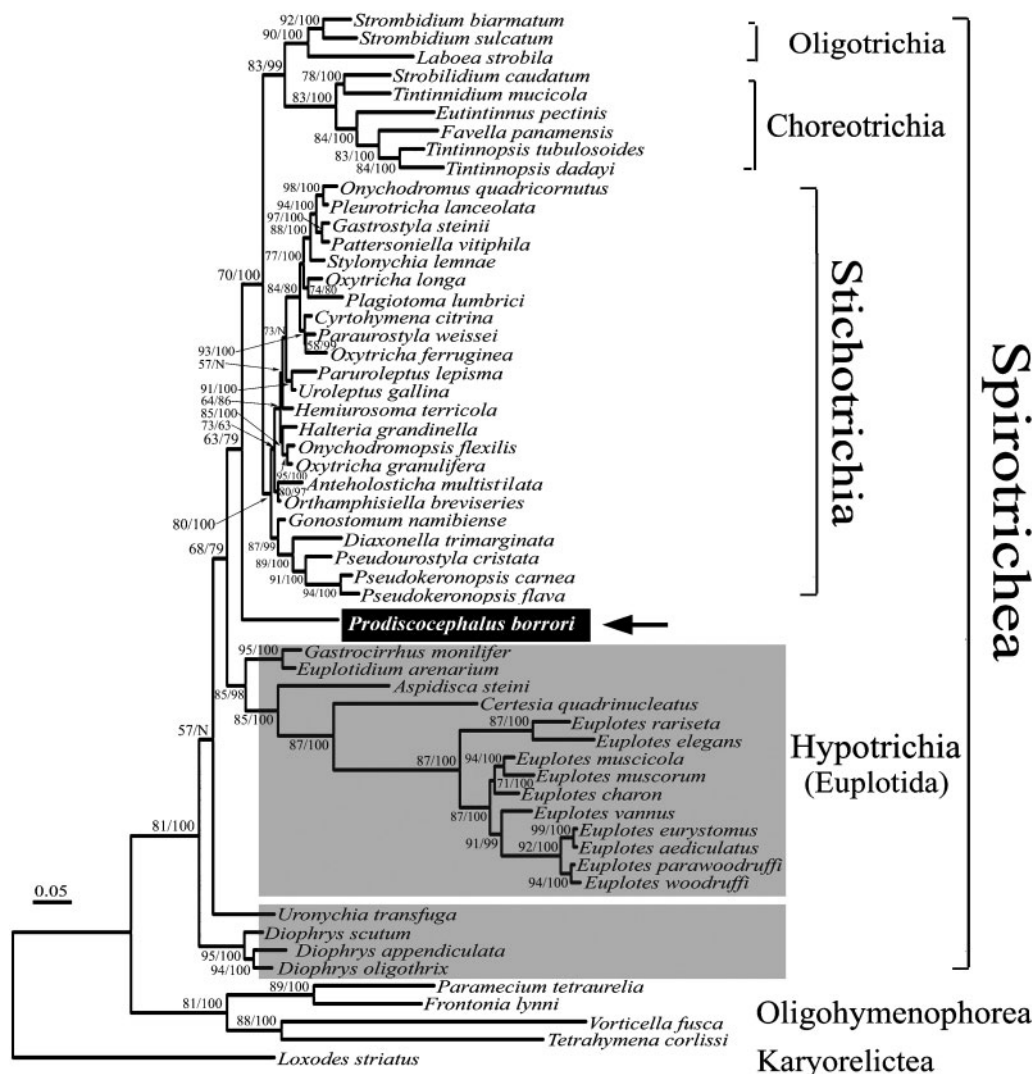 92/100
Strombidium biarmatum
90/100
Strombidium sulcatum
Oligotrichia
Laboea strobila
83/99
78/100
Strobilidium caudatum
83/100
Tintinnidium mucicola
Eutintinnus pectinis
Choreotrichia
84/100
Favella panamensis
83/100
Tintinnopsis tubulosoides
84/100
Tintinnopsis dadayi
98/100
Onychodromus quadricornutus
94/100
Pleurotricha lanceolata
97/100
Gastrostyla steinii
88/100
Pattersoniella vitiphila
77/100
Stylonychia lemnae
70/100
Oxytricha longa
84/80
74/80
Plagiotoma lumbrici
Cyrtohymena citrina
73/N
Paraurostyla weissei
93/100
58/99
Oxytricha ferruginea
57/N
Paruroleptus lepisma
91/100
Uroleptus gallina
64/86
Hemiurosoma terricola
85/100
Halteria grandinella
73/63
63/79
Onychodromopsis flexilis
Oxytricha granulifera
95/100
Anteholosticha multistilata
80/97
Orthamphisiella breviseries
80/100
Gonostomum namibiense
68/79
87/99
Diaxonella trimarginata
89/100
Pseudourostyla cristata
91/100
Pseudokeronopsis carnea
94/100
Pseudokeronopsis flava
Stichotrichia
Spirotrichea
Prodiscocephalus borrori
95/100
Gastrocirrhus monilifer
Euplotidium arenarium
85/98
Aspidisca steini
85/100
Certesia quadrinucleatus
87/100
Euplotes rariseta
57/N
87/100
Euplotes elegans
Hypotrichia
(Euplotida)
87/100
94/100
Euplotes muscicola
Euplotes muscorum
71/100
Euplotes charon
87/100
Euplotes vannus
91/99
99/100
Euplotes eurystomus
92/100
Euplotes aediculatus
Euplotes parawoodruffi
94/100
Euplotes woodruffi
81/100
0.05
Uronychia transfuga
Diophrys scutum
95/100
Diophrys appendiculata
94/100
Diophrys oligothrix
89/100
Paramecium tetraurelia
81/100
Frontonia lynni
Oligohymenophorea
88/100
Vorticella fusca
Tetrahymena corlissi
Loxodes striatus
Karyorelictea